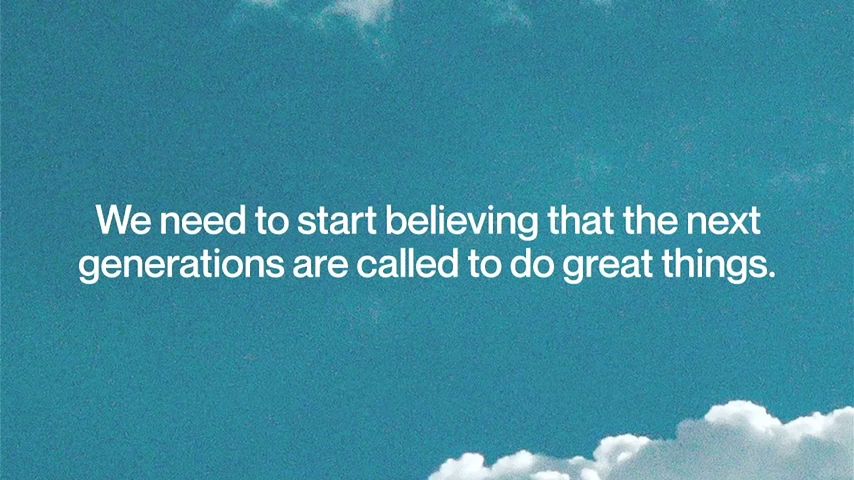 We need to start believing that the next
generations are called to do great things.